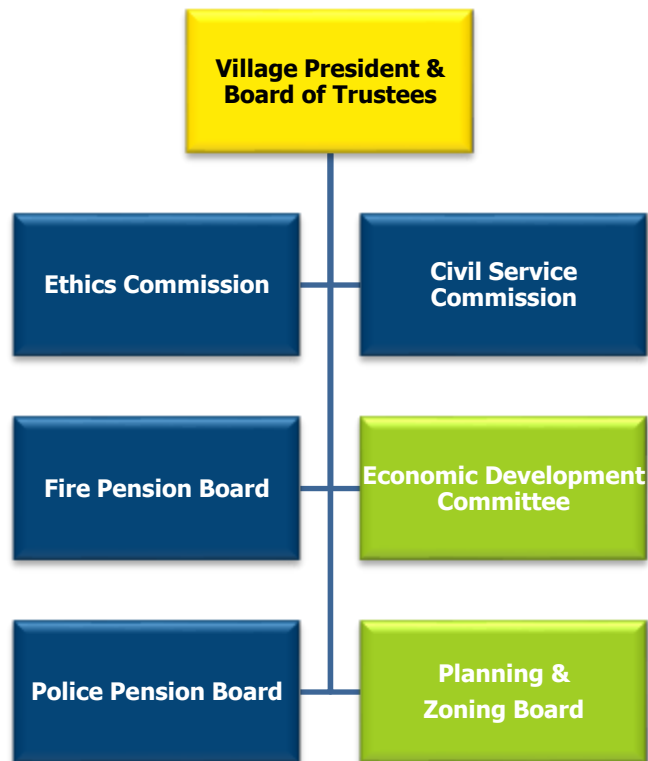 Village President &
Board of Trustees
Ethics Commission
Civil Service
Commission
Fire Pension Board
Economic Development
Committee
Police Pension Board
Planning &
Zoning Board